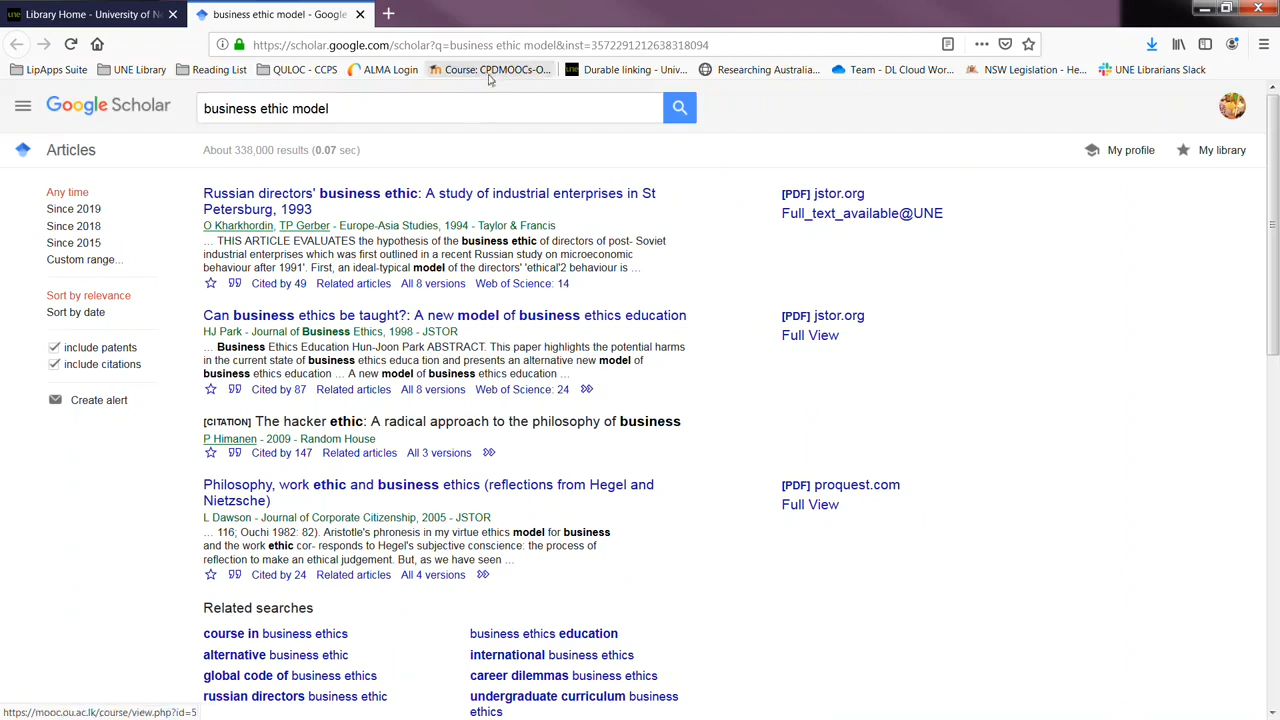 Library Home - University of Ne
business ethic model - Google
https://scholar.google.com/scholar?q=business ethic model&inst=3572291212638318094
LipApps Suite
UNE Library
Reading List
QULOC - CCPS
ALMA Login
Course: CPDMOOCs-O...
Durable linking - Univ...
Researching Australia...
Team - DL Cloud Wor...
NSW Legislation - He...
UNE Librarians Slack
Google Scholar
business ethic model
Articles
About 338,000 results (0.07 sec)
My profile
My library
Any time
Since 2019
Since 2018
Since 2015
Custom range...
Sort by relevance
Sort by date
include patents
include citations
Create alert
Russian directors' business ethic: A study of industrial enterprises in St
Petersburg, 1993
O Kharkhordin, TP Gerber - Europe-Asia Studies, 1994 - Taylor & Francis
... THIS ARTICLE EVALUATES the hypothesis of the business ethic of directors of post- Soviet
industrial enterprises which was first outlined in a recent Russian study on microeconomic
behaviour after 1991'. First, an ideal-typical model of the directors' 'ethical'2 behaviour is ...
Cited by 49 Related articles All 8 versions Web of Science: 14
[PDF] jstor.org
Full_text_available@UNE
Can business ethics be taught?: A new model of business ethics education
HJ Park - Journal of Business Ethics, 1998 - JSTOR
... Business Ethics Education Hun-Joon Park ABSTRACT. This paper highlights the potential harms
in the current state of business ethics educa tion and presents an alternative new model of
business ethics education ... A new model of business ethics education ...
Cited by 87 Related articles All 8 versions Web of Science: 24
[PDF] jstor.org
Full View
[CITATION] The hacker ethic: A radical approach to the philosophy of business
P Himanen - 2009 - Random House
Cited by 147 Related articles All 3 versions
Philosophy, work ethic and business ethics (reflections from Hegel and
Nietzsche)
L Dawson - Journal of Corporate Citizenship, 2005 - JSTOR
... 116; Ouchi 1982: 82). Aristotle's phronesis in my virtue ethics model for business
and the work ethic cor- responds to Hegel's subjective conscience: the process of
reflection to make an ethical judgement. But, as we have seen ...
Cited by 24 Related articles All 4 versions
[PDF] proquest.com
Full View
Related searches
course in business ethics
business ethics education
alternative business ethic
international business ethics
global code of business ethics
career dilemmas business ethics
russian directors business ethic
undergraduate curriculum business
ethics
https://mooc.ou.ac.lk/course/view.php?id=5